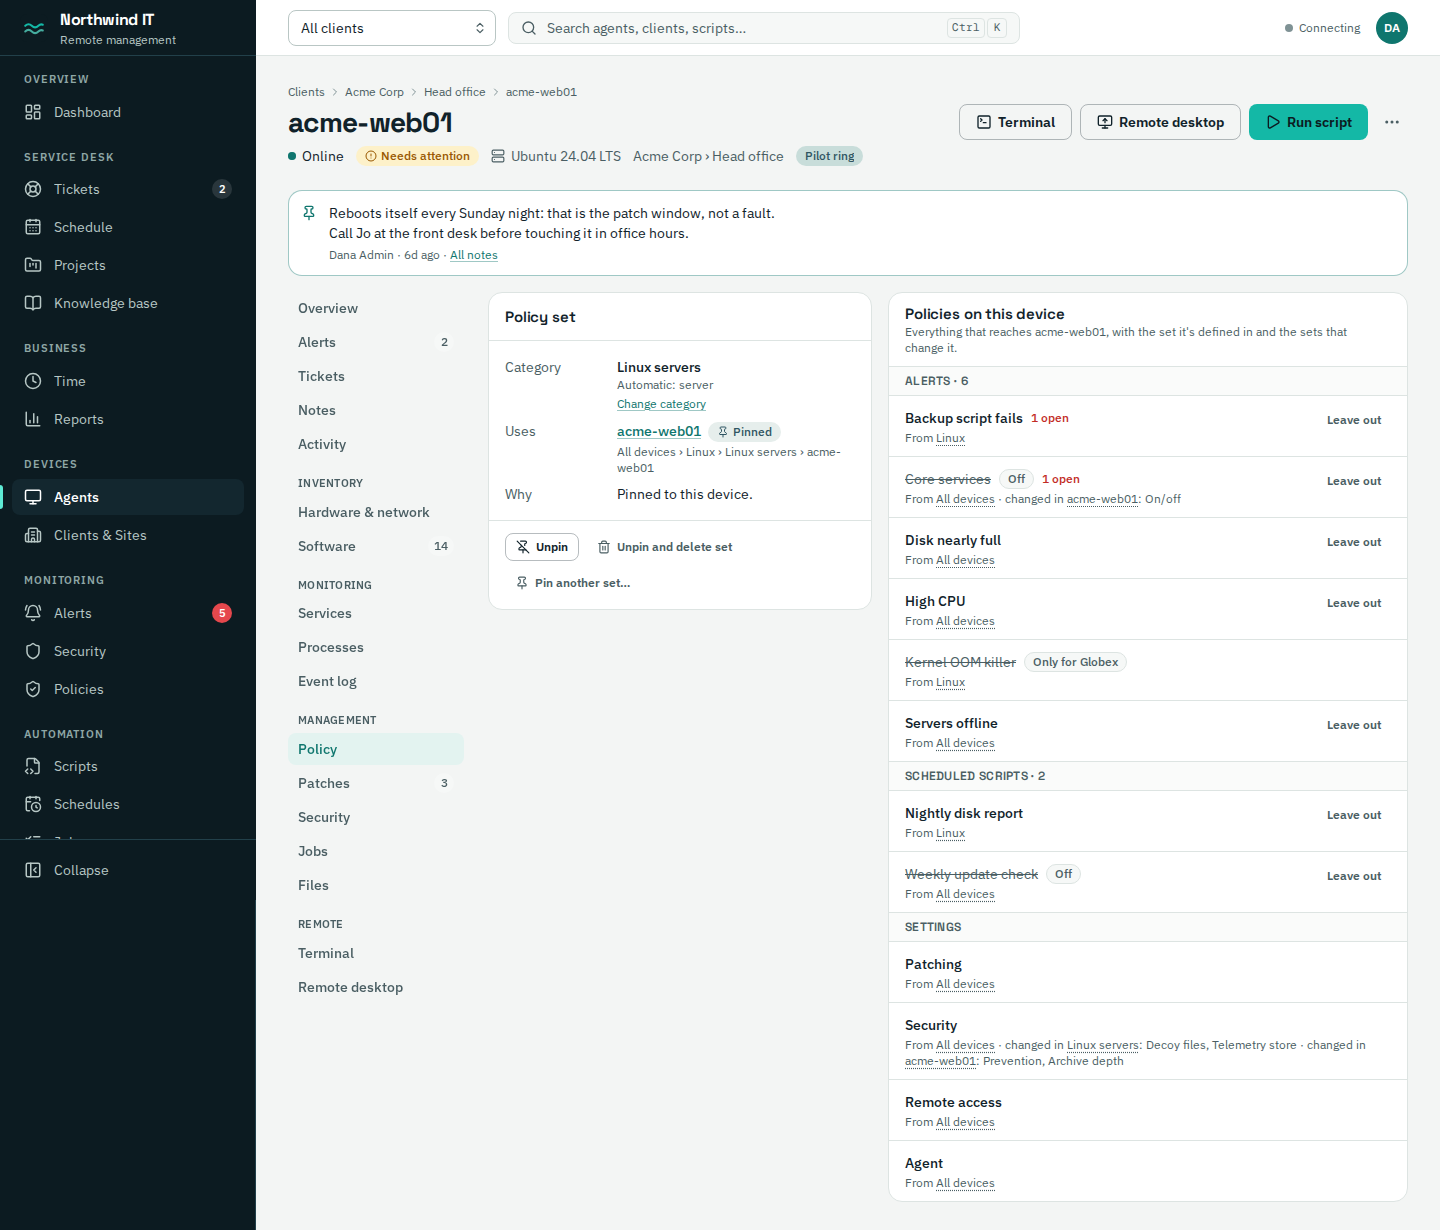 Northwind IT
Remote management
All clients
Search agents, clients, scripts...
Ctrl K
Connecting
DA
OVERVIEW
Dashboard
SERVICE DESK
Tickets 2
Schedule
Projects
Knowledge base
BUSINESS
Time
Reports
DEVICES
Agents
Clients & Sites
MONITORING
Alerts 5
Security
Policies
AUTOMATION
Scripts
Schedules
Collapse
Clients > Acme Corp > Head office > acme-web01
acme-web01
Terminal
Remote desktop
Run script
Online
Needs attention
Ubuntu 24.04 LTS
Acme Corp › Head office
Pilot ring
Reboots itself every Sunday night: that is the patch window, not a fault.
Call Jo at the front desk before touching it in office hours.
Dana Admin · 6d ago · All notes
Overview
Alerts 2
Tickets
Notes
Activity
INVENTORY
Hardware & network
Software 14
MONITORING
Services
Processes
Event log
MANAGEMENT
Policy
Patches 3
Security
Jobs
Files
REMOTE
Terminal
Remote desktop
Policy set
Category Linux servers
Automatic: server
Change category
Uses acme-web01 Pinned
All devices › Linux › Linux servers › acme-
web01
Why Pinned to this device.
Unpin
Unpin and delete set
Pin another set...
Policies on this device
Everything that reaches acme-web01, with the set it's defined in and the sets that
change it.
ALERTS · 6
Backup script fails 1 open Leave out
From Linux
Core services Off 1 open Leave out
From All devices · changed in acme-web01: On/off
Disk nearly full Leave out
From All devices
High CPU Leave out
From All devices
Kernel OOM killer Only for Globex
From Linux
Servers offline Leave out
From All devices
SCHEDULED SCRIPTS · 2
Nightly disk report Leave out
From Linux
Weekly update check Off Leave out
From All devices
SETTINGS
Patching
From All devices
Security
From All devices · changed in Linux servers: Decoy files, Telemetry store · changed in
acme-web01: Prevention, Archive depth
Remote access
From All devices
Agent
From All devices